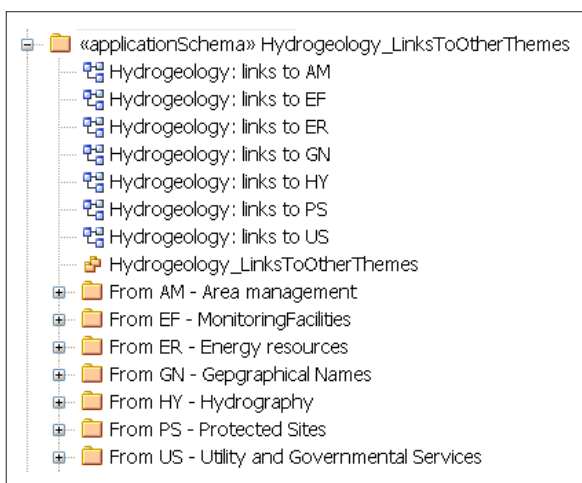 «applicationSchema» Hydrogeology_LinksToOtherThemes
Hydrogeology: links to AM
Hydrogeology: links to EF
Hydrogeology: links to ER
Hydrogeology: links to GN
Hydrogeology: links to HY
Hydrogeology: links to PS
Hydrogeology: links to US
Hydrogeology_LinksToOtherThemes
From AM - Area management
From EF - MonitoringFacilities
From ER - Energy resources
From GN - Gepgraphical Names
From HY - Hydrography
From PS - Protected Sites
From US - Utility and Governmental Services